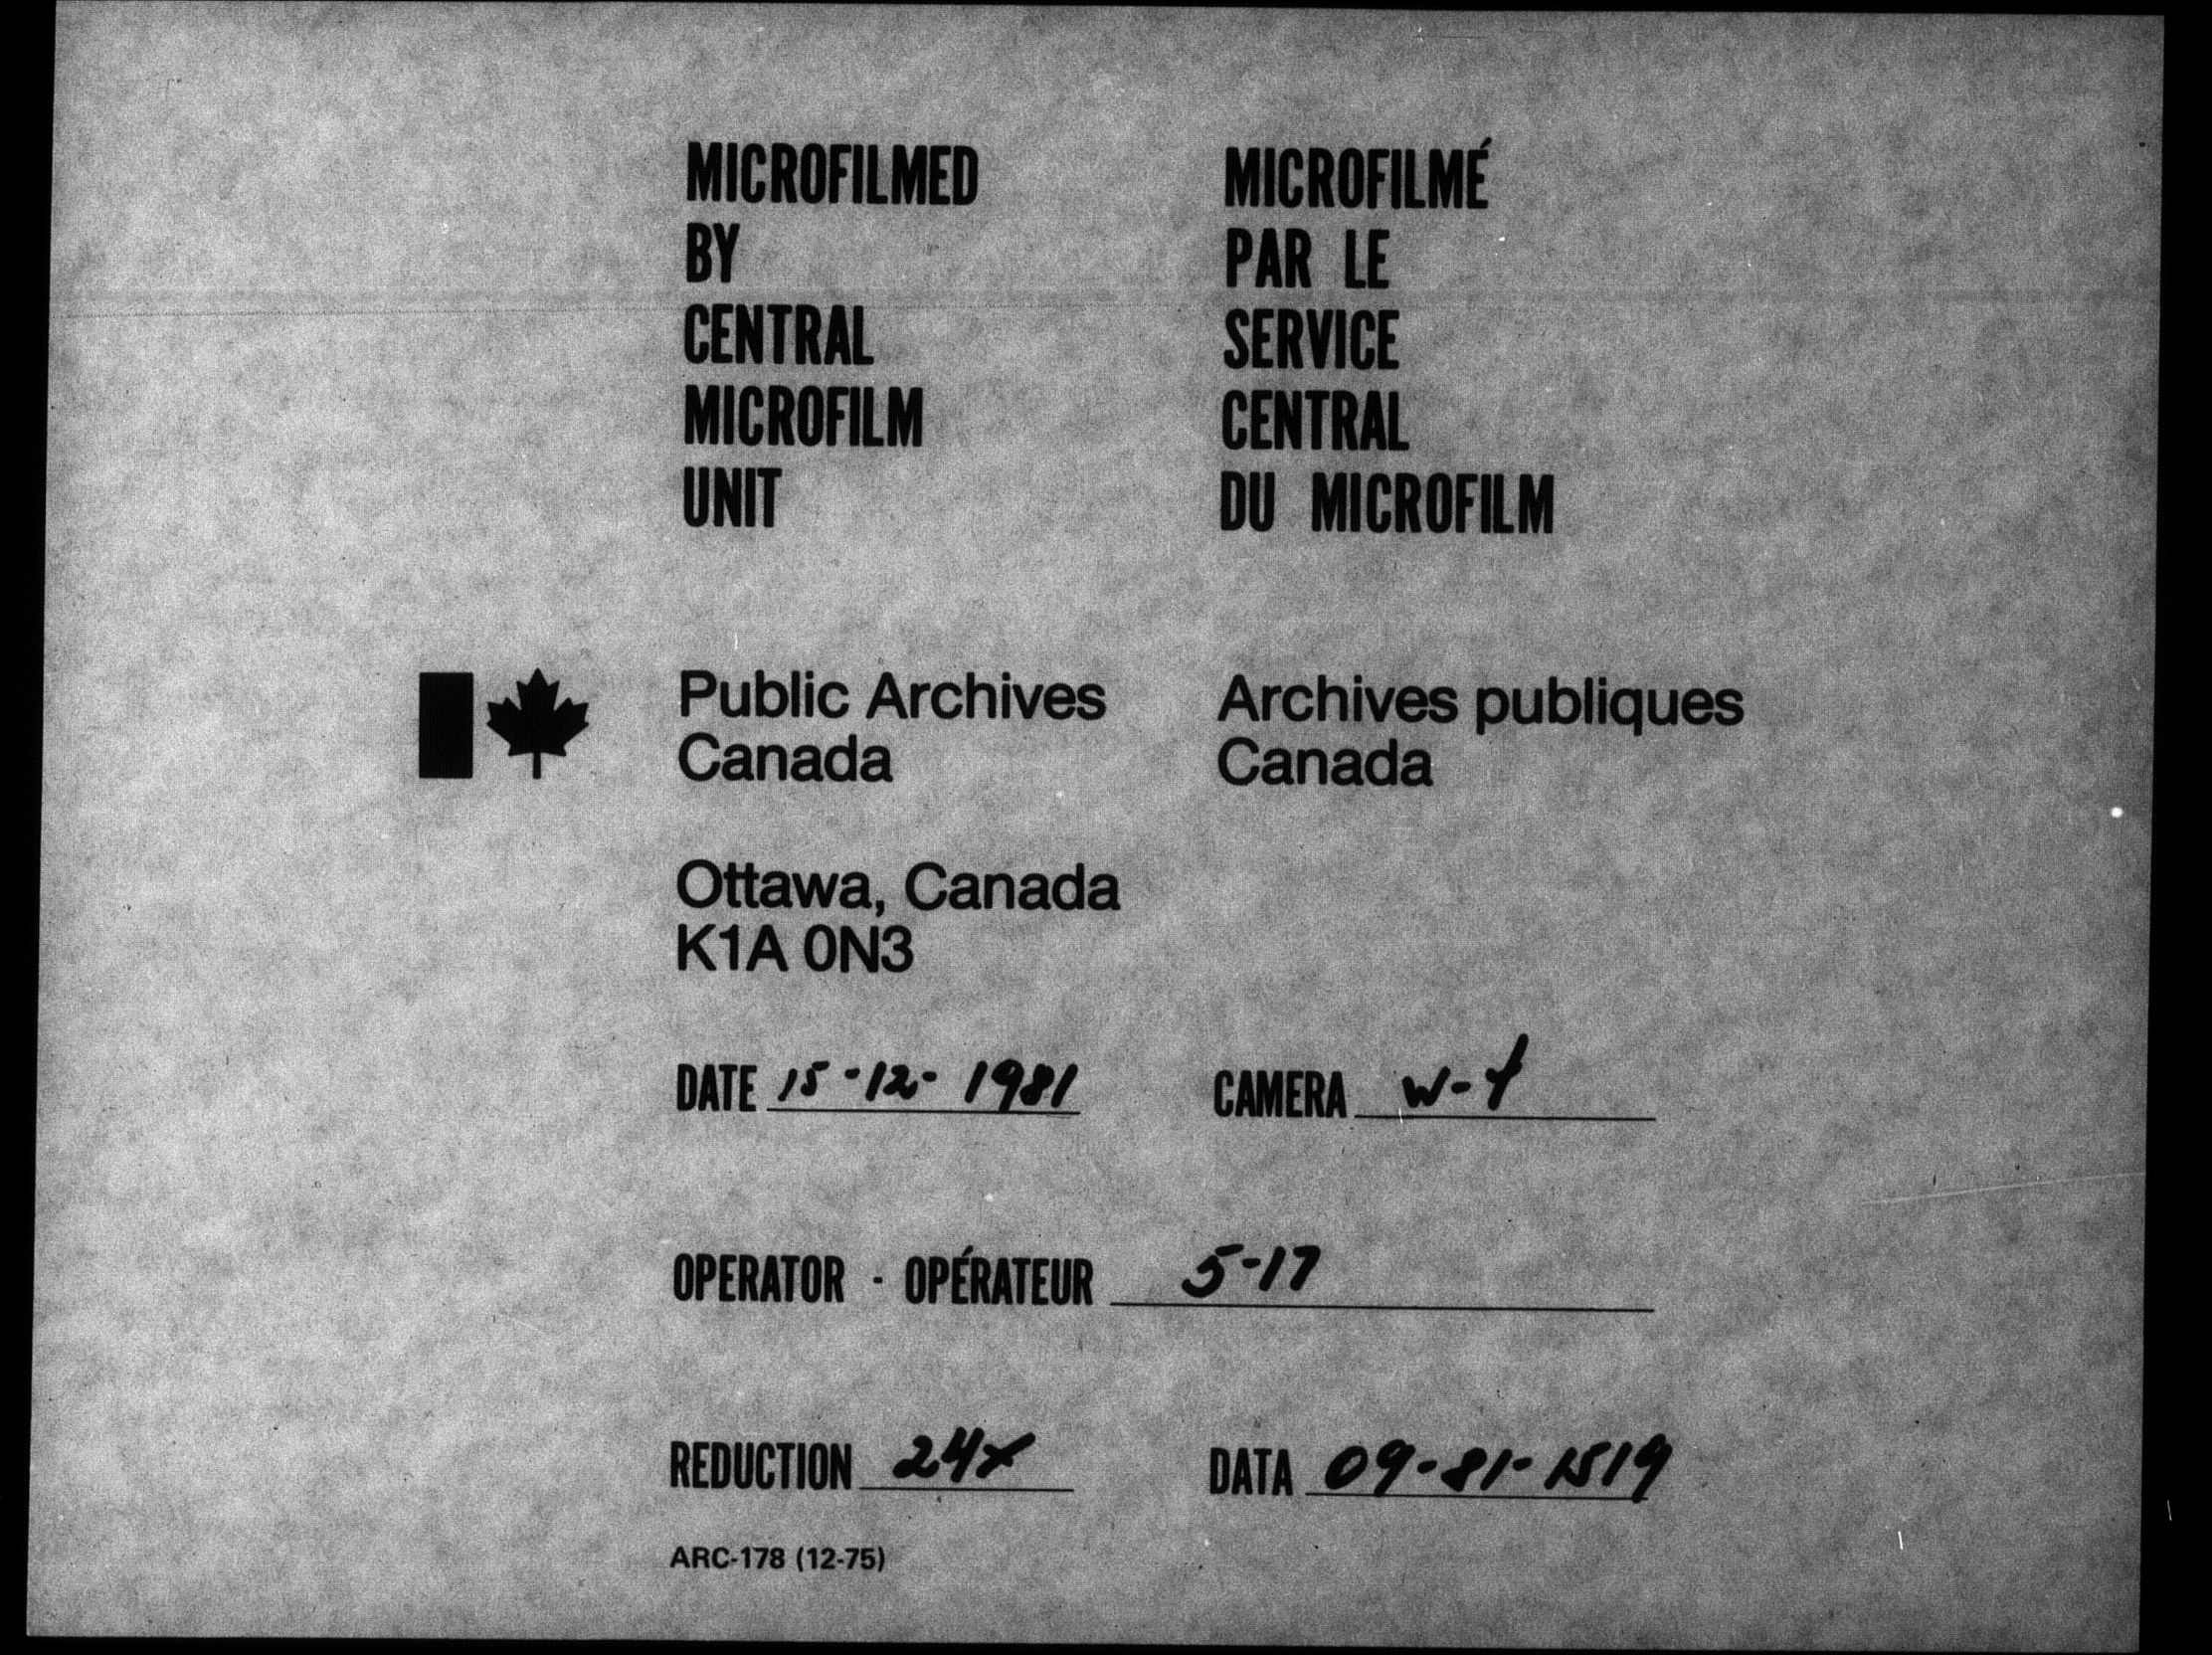 MICROFILMED
BY
CENTRAL
MICROFILM
UNIT
MICROFILMÉ
PAR LE
SERVICE
CENTRAL
DU MICROFILM
Public Archives
Canada
Archives publiques
Canada
Ottawa, Canada
K1A 0N3
DATE 15-12-1981
CAMERA
OPERATOR - OPÉRATEUR 5-17
REDUCTION 24X
DATA 09-81-1519
ARC-178 (12-75)